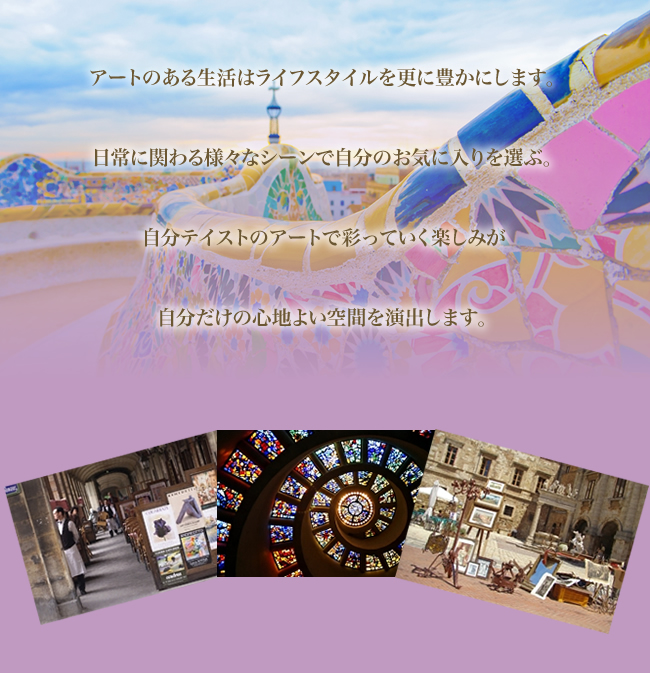 アートのある生活はライフスタイルを更に豊かにします。
日常に関わる様々なシーンで自分のお気に入りを選ぶ。
自分テイストのアートで彩っていく楽しみが
自分だけの心地よい空間を演出します。